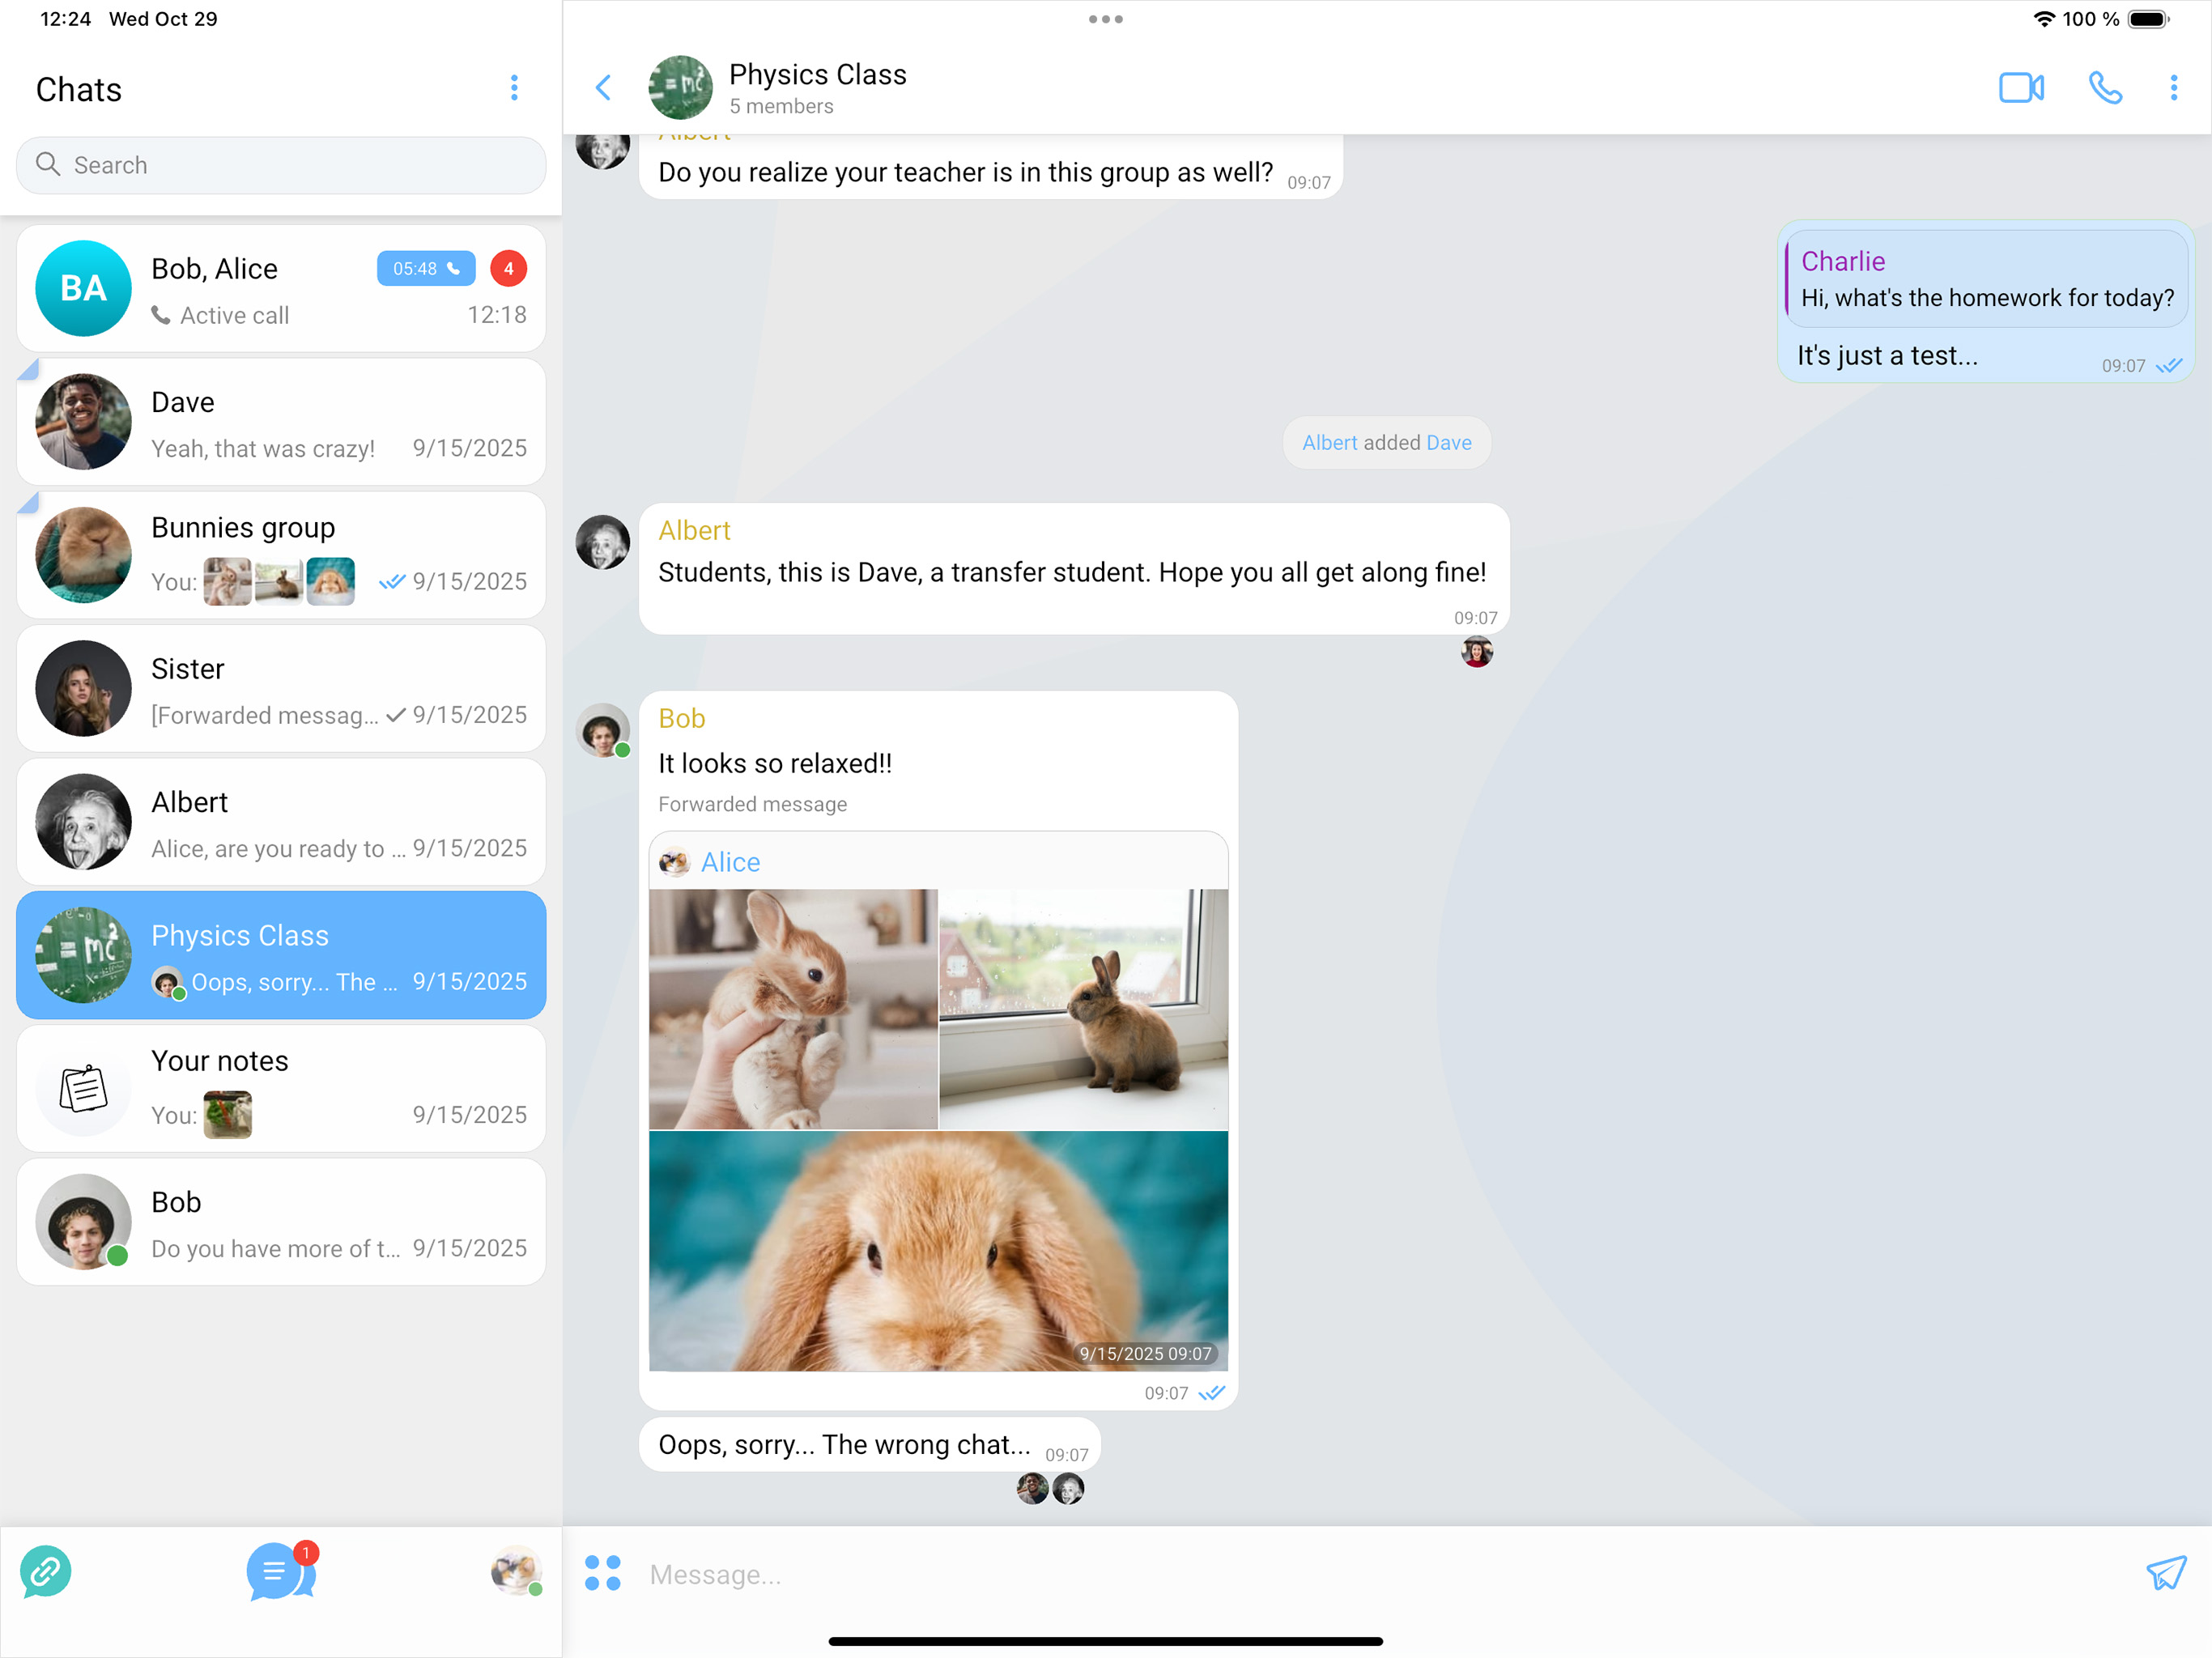 12:24 Wed Oct 29
100 %
Chats
Search
BA
Bob, Alice
05:48
4
Active call
12:18
Dave
Yeah, that was crazy!
9/15/2025
Bunnies group
You:
9/15/2025
Sister
[Forwarded messag...
9/15/2025
Albert
Alice, are you ready to ...
9/15/2025
Physics Class
Oops, sorry... The ...
9/15/2025
Your notes
You:
9/15/2025
Bob
Do you have more of t...
9/15/2025
1
= mc²
Physics Class
5 members
Albert
Do you realize your teacher is in this group as well?
09:07
Charlie
Hi, what's the homework for today?
It's just a test...
09:07
Albert added Dave
Albert
Students, this is Dave, a transfer student. Hope you all get along fine!
09:07
Bob
It looks so relaxed!!
Forwarded message
Alice
9/15/2025 09:07
09:07
Oops, sorry... The wrong chat...
09:07
Message...